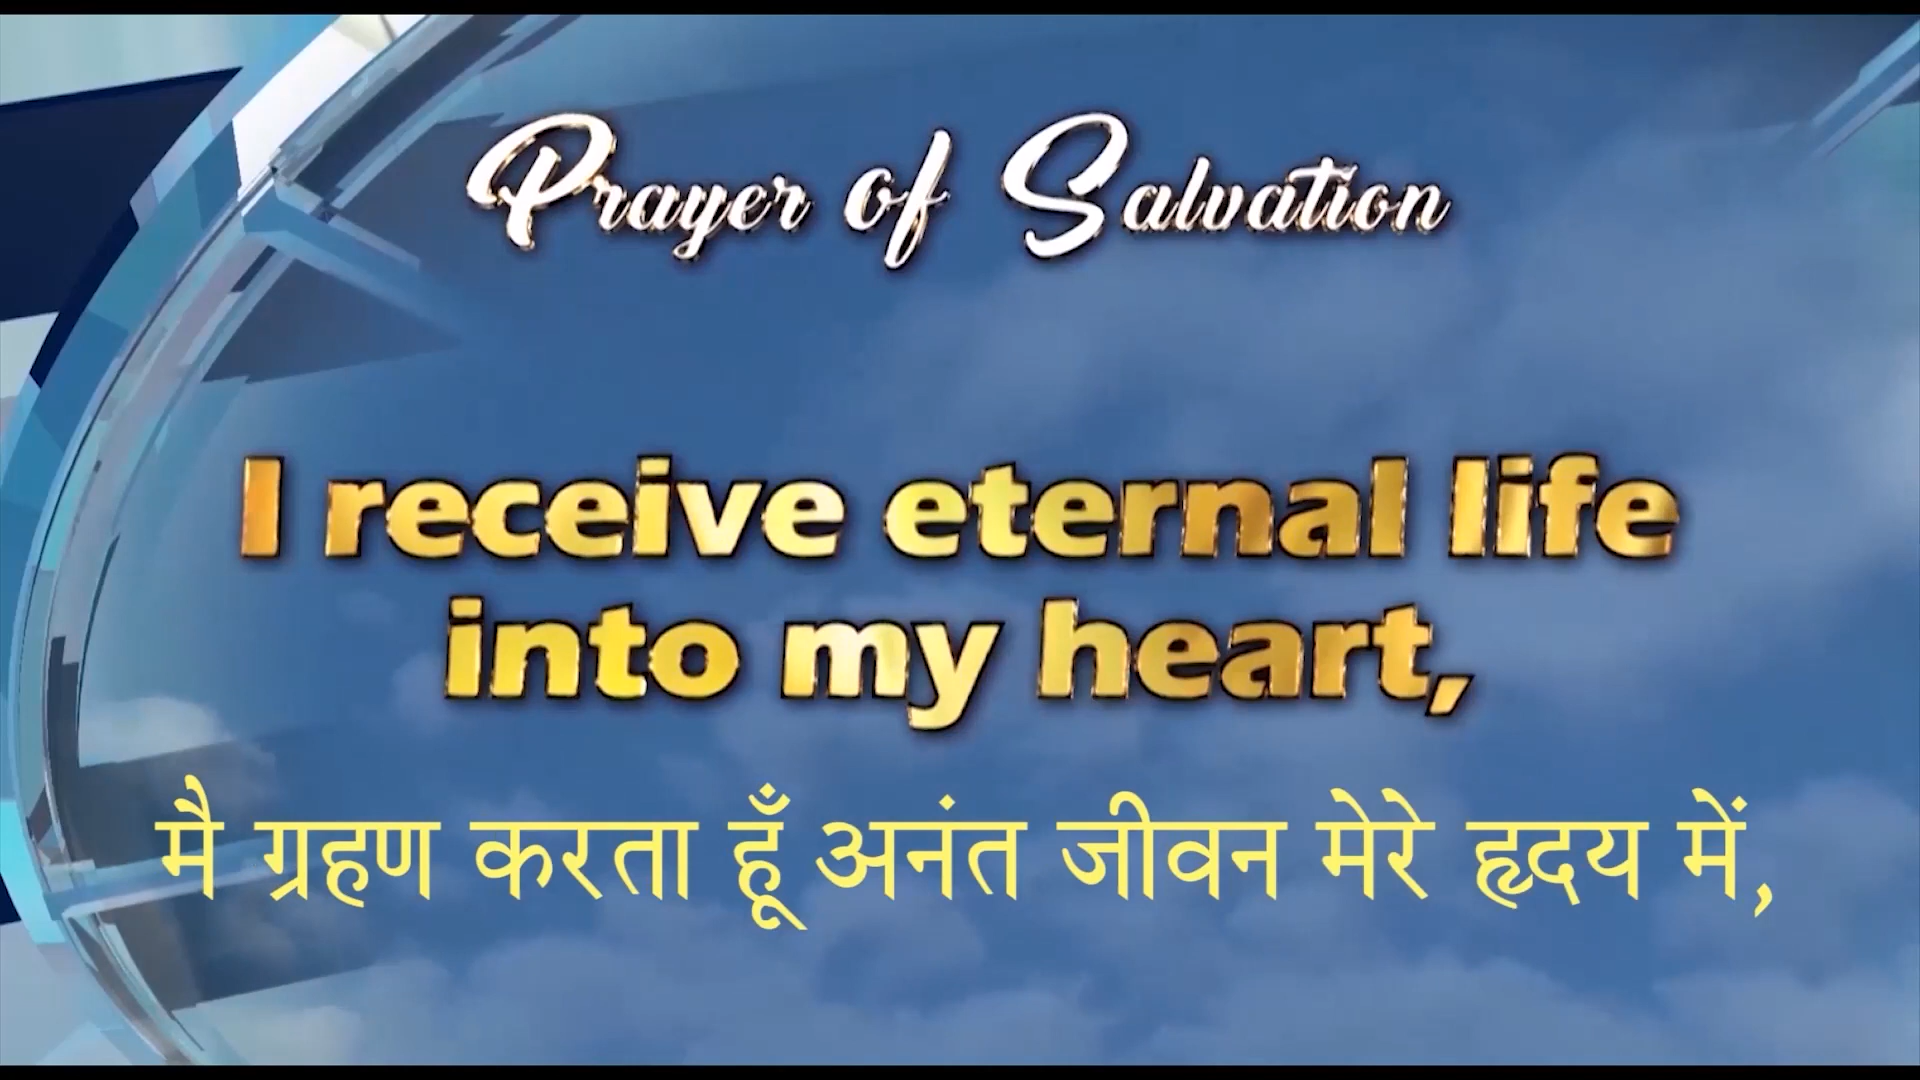 Prayer of Salvation
I receive eternal life
into my heart,
मै ग्रहण करता हूँ अनंत जीवन मेरे हृदय में,